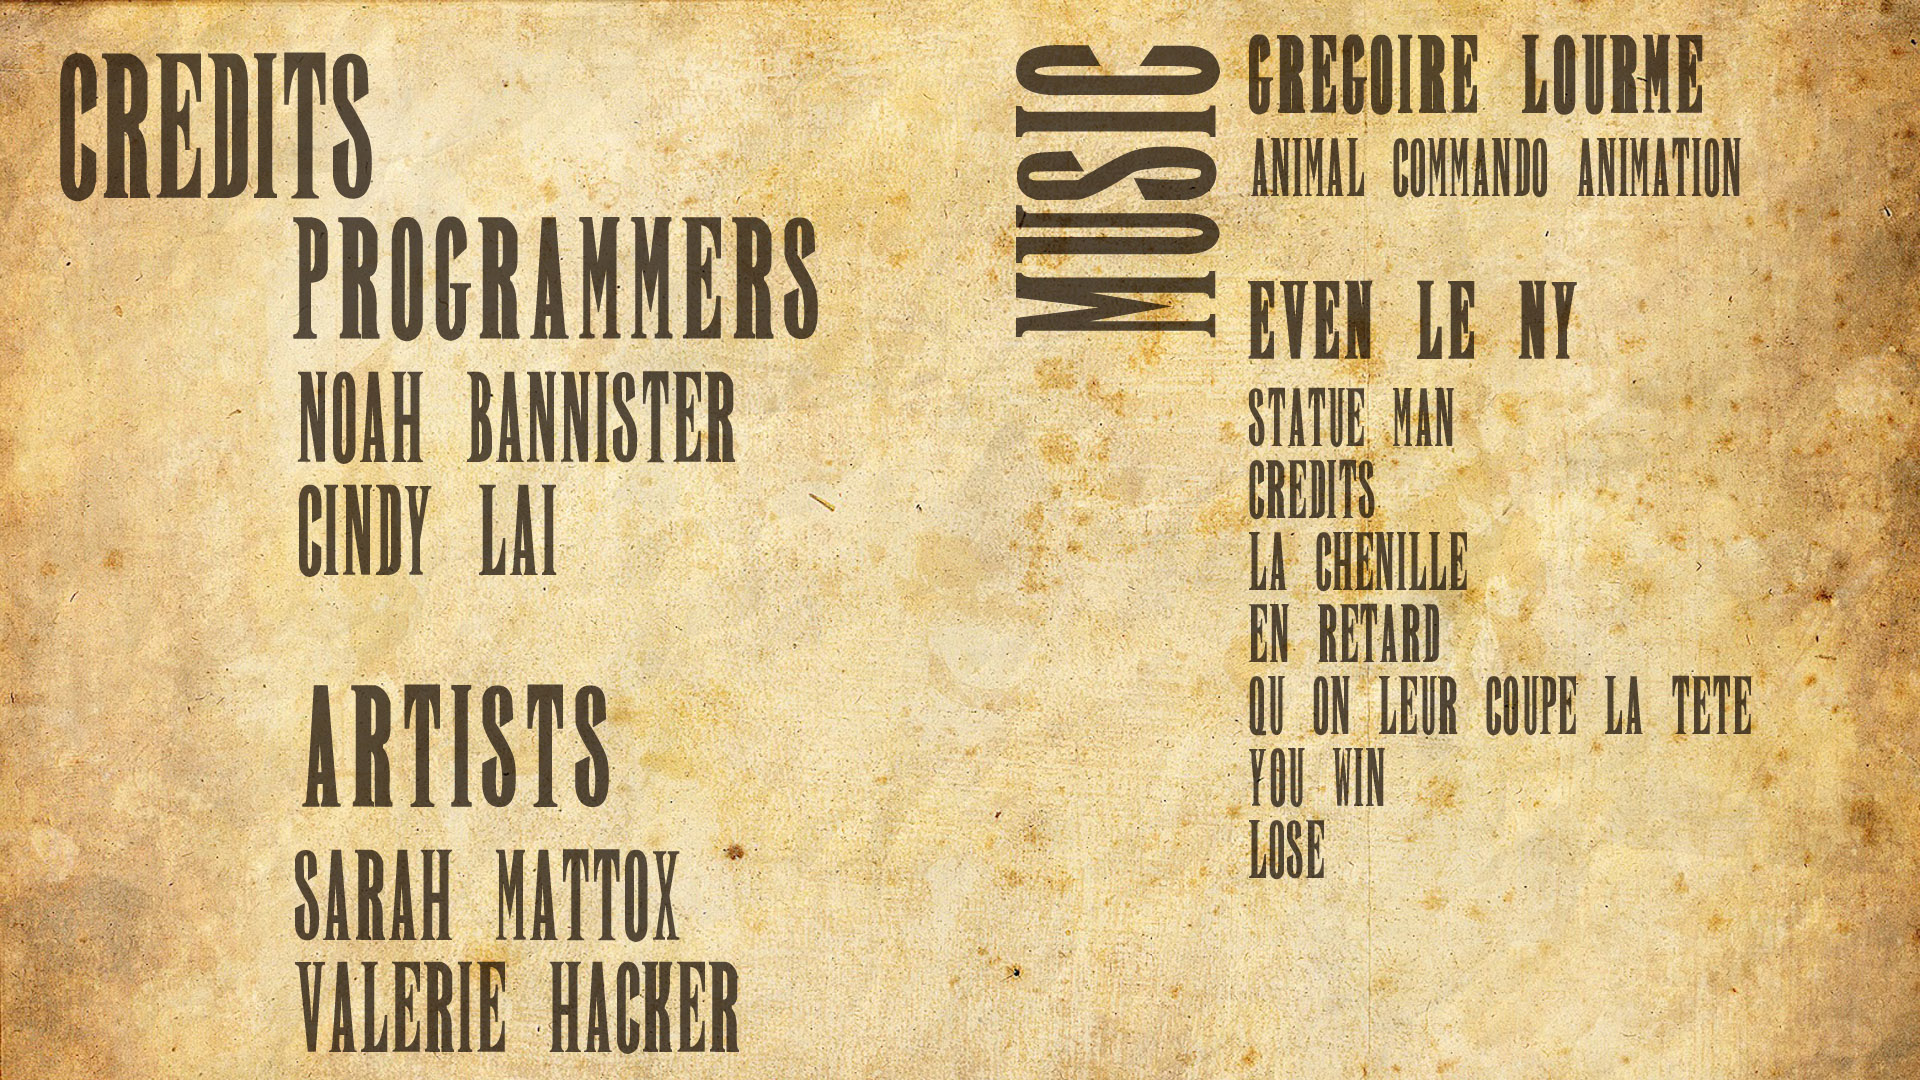 CREDITS
PROGRAMMERS
NOAH BANNISTER
CINDY LAI
ARTISTS
SARAH MATTOX
VALERIE HACKER
MUSIC
GREGOIRE LOURME
ANIMAL COMMANDO ANIMATION
EVEN LE NY
STATUE MAN
CREDITS
LA CHENILLE
EN RETARD
QU ON LEUR COUPE LA TETE
YOU WIN
LOSE